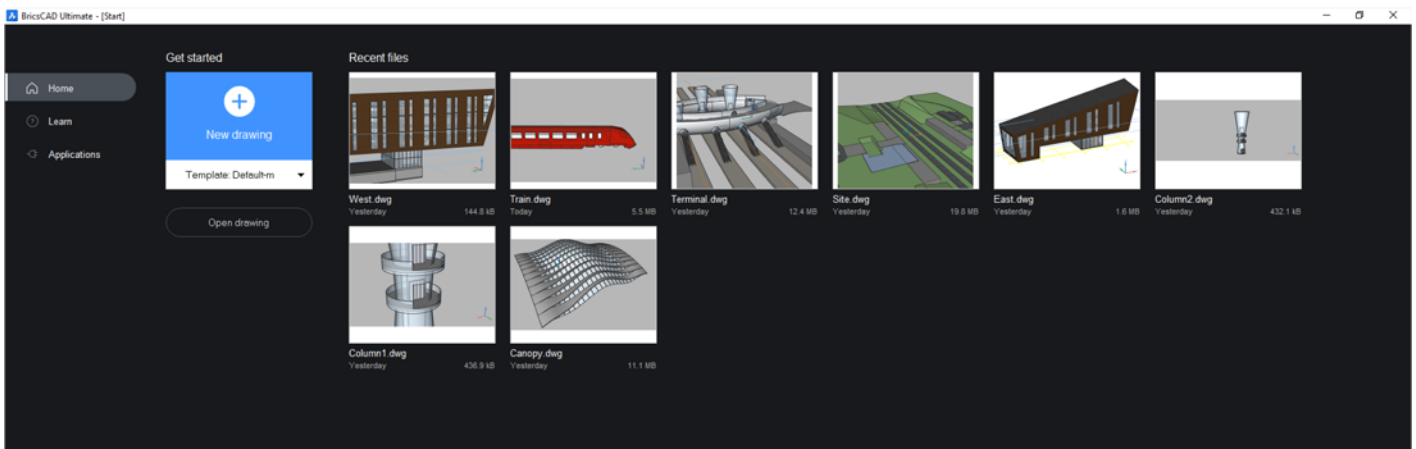 BricsCAD Ultimate - [Start]
Get started
Recent files
Home
Learn
Applications
New drawing
Template: Default-m
Open drawing
West.dwg
Yesterday 144.8 kB
Train.dwg
Today 5.5 MB
Terminal.dwg
Yesterday 12.4 MB
Site.dwg
Yesterday 19.8 MB
East.dwg
Yesterday 1.6 MB
Column2.dwg
Yesterday 432.1 kB
Column1.dwg
Yesterday 436.9 kB
Canopy.dwg
Yesterday 11.1 MB